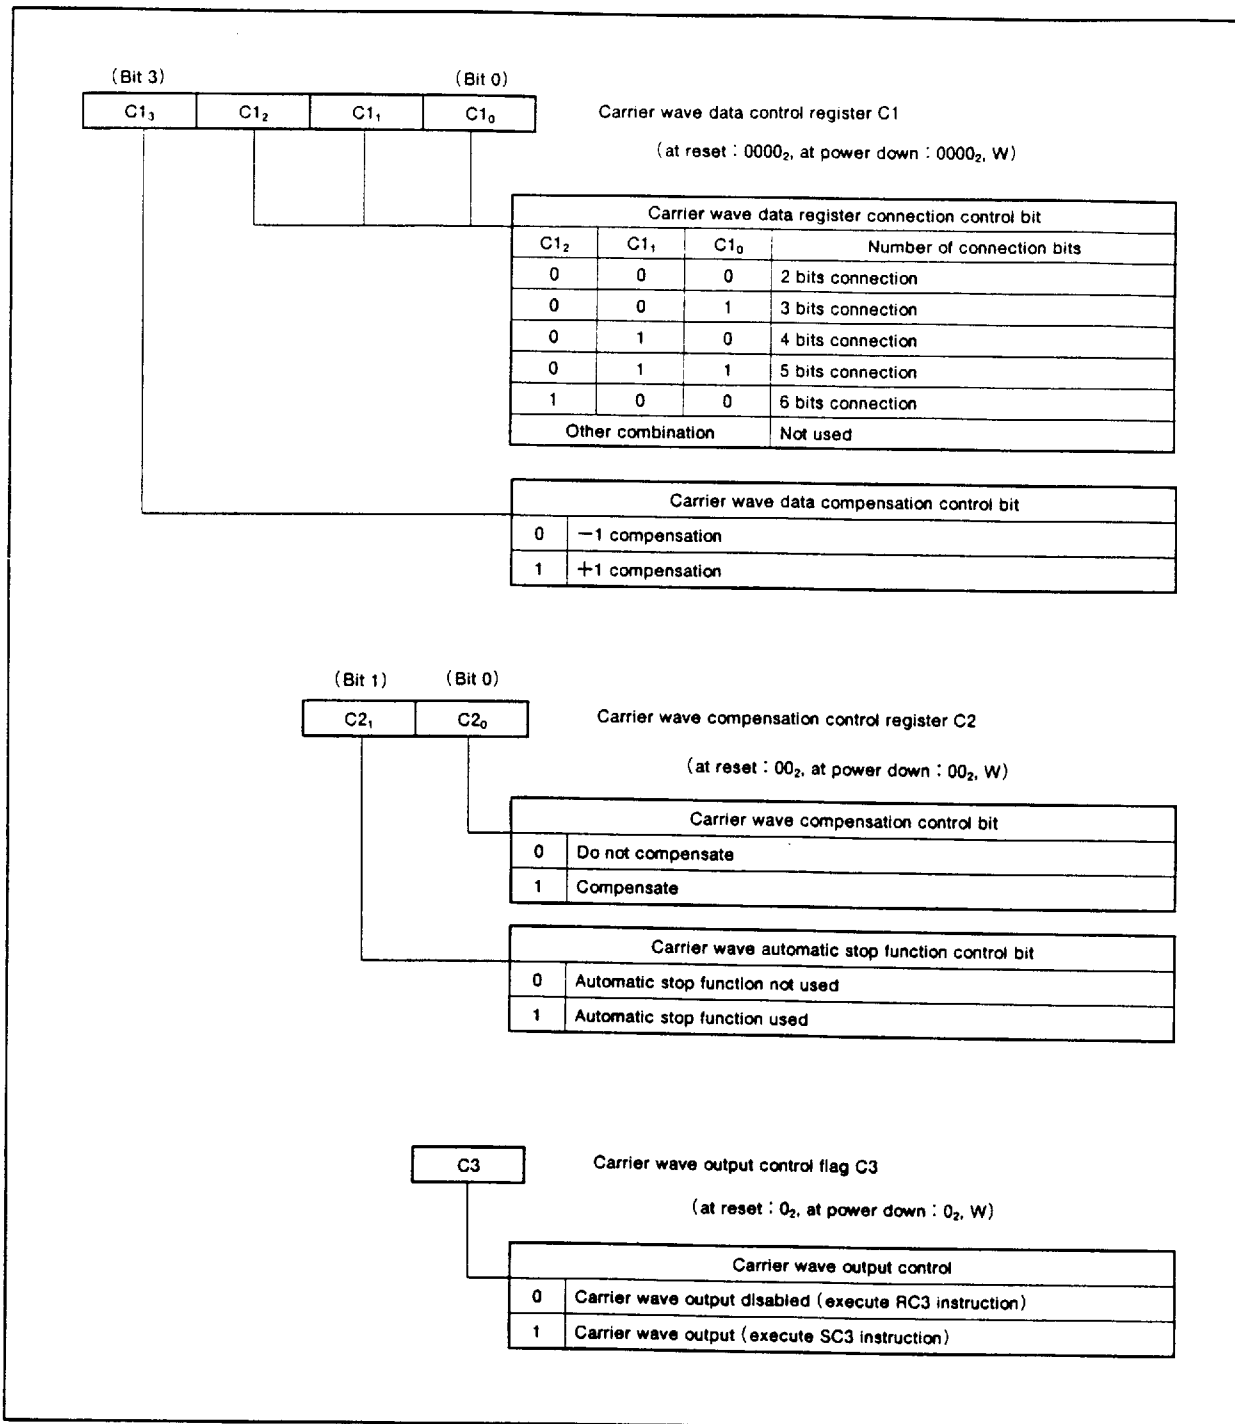 (Bit 3) (Bit 0)
C1₃ C1₂ C1₁ C1₀ Carrier wave data control register C1
(at reset : 0000₂, at power down : 0000₂, W)
Carrier wave data register connection control bit
C1₂ C1₁ C1₀ Number of connection bits
0 0 0 2 bits connection
0 0 1 3 bits connection
0 1 0 4 bits connection
0 1 1 5 bits connection
1 0 0 6 bits connection
Other combination Not used
Carrier wave data compensation control bit
0 −1 compensation
1 +1 compensation
(Bit 1) (Bit 0)
C2₁ C2₀ Carrier wave compensation control register C2
(at reset : 00₂, at power down : 00₂, W)
Carrier wave compensation control bit
0 Do not compensate
1 Compensate
Carrier wave automatic stop function control bit
0 Automatic stop function not used
1 Automatic stop function used
C3 Carrier wave output control flag C3
(at reset : 0₂, at power down : 0₂, W)
Carrier wave output control
0 Carrier wave output disabled (execute RC3 instruction)
1 Carrier wave output (execute SC3 instruction)